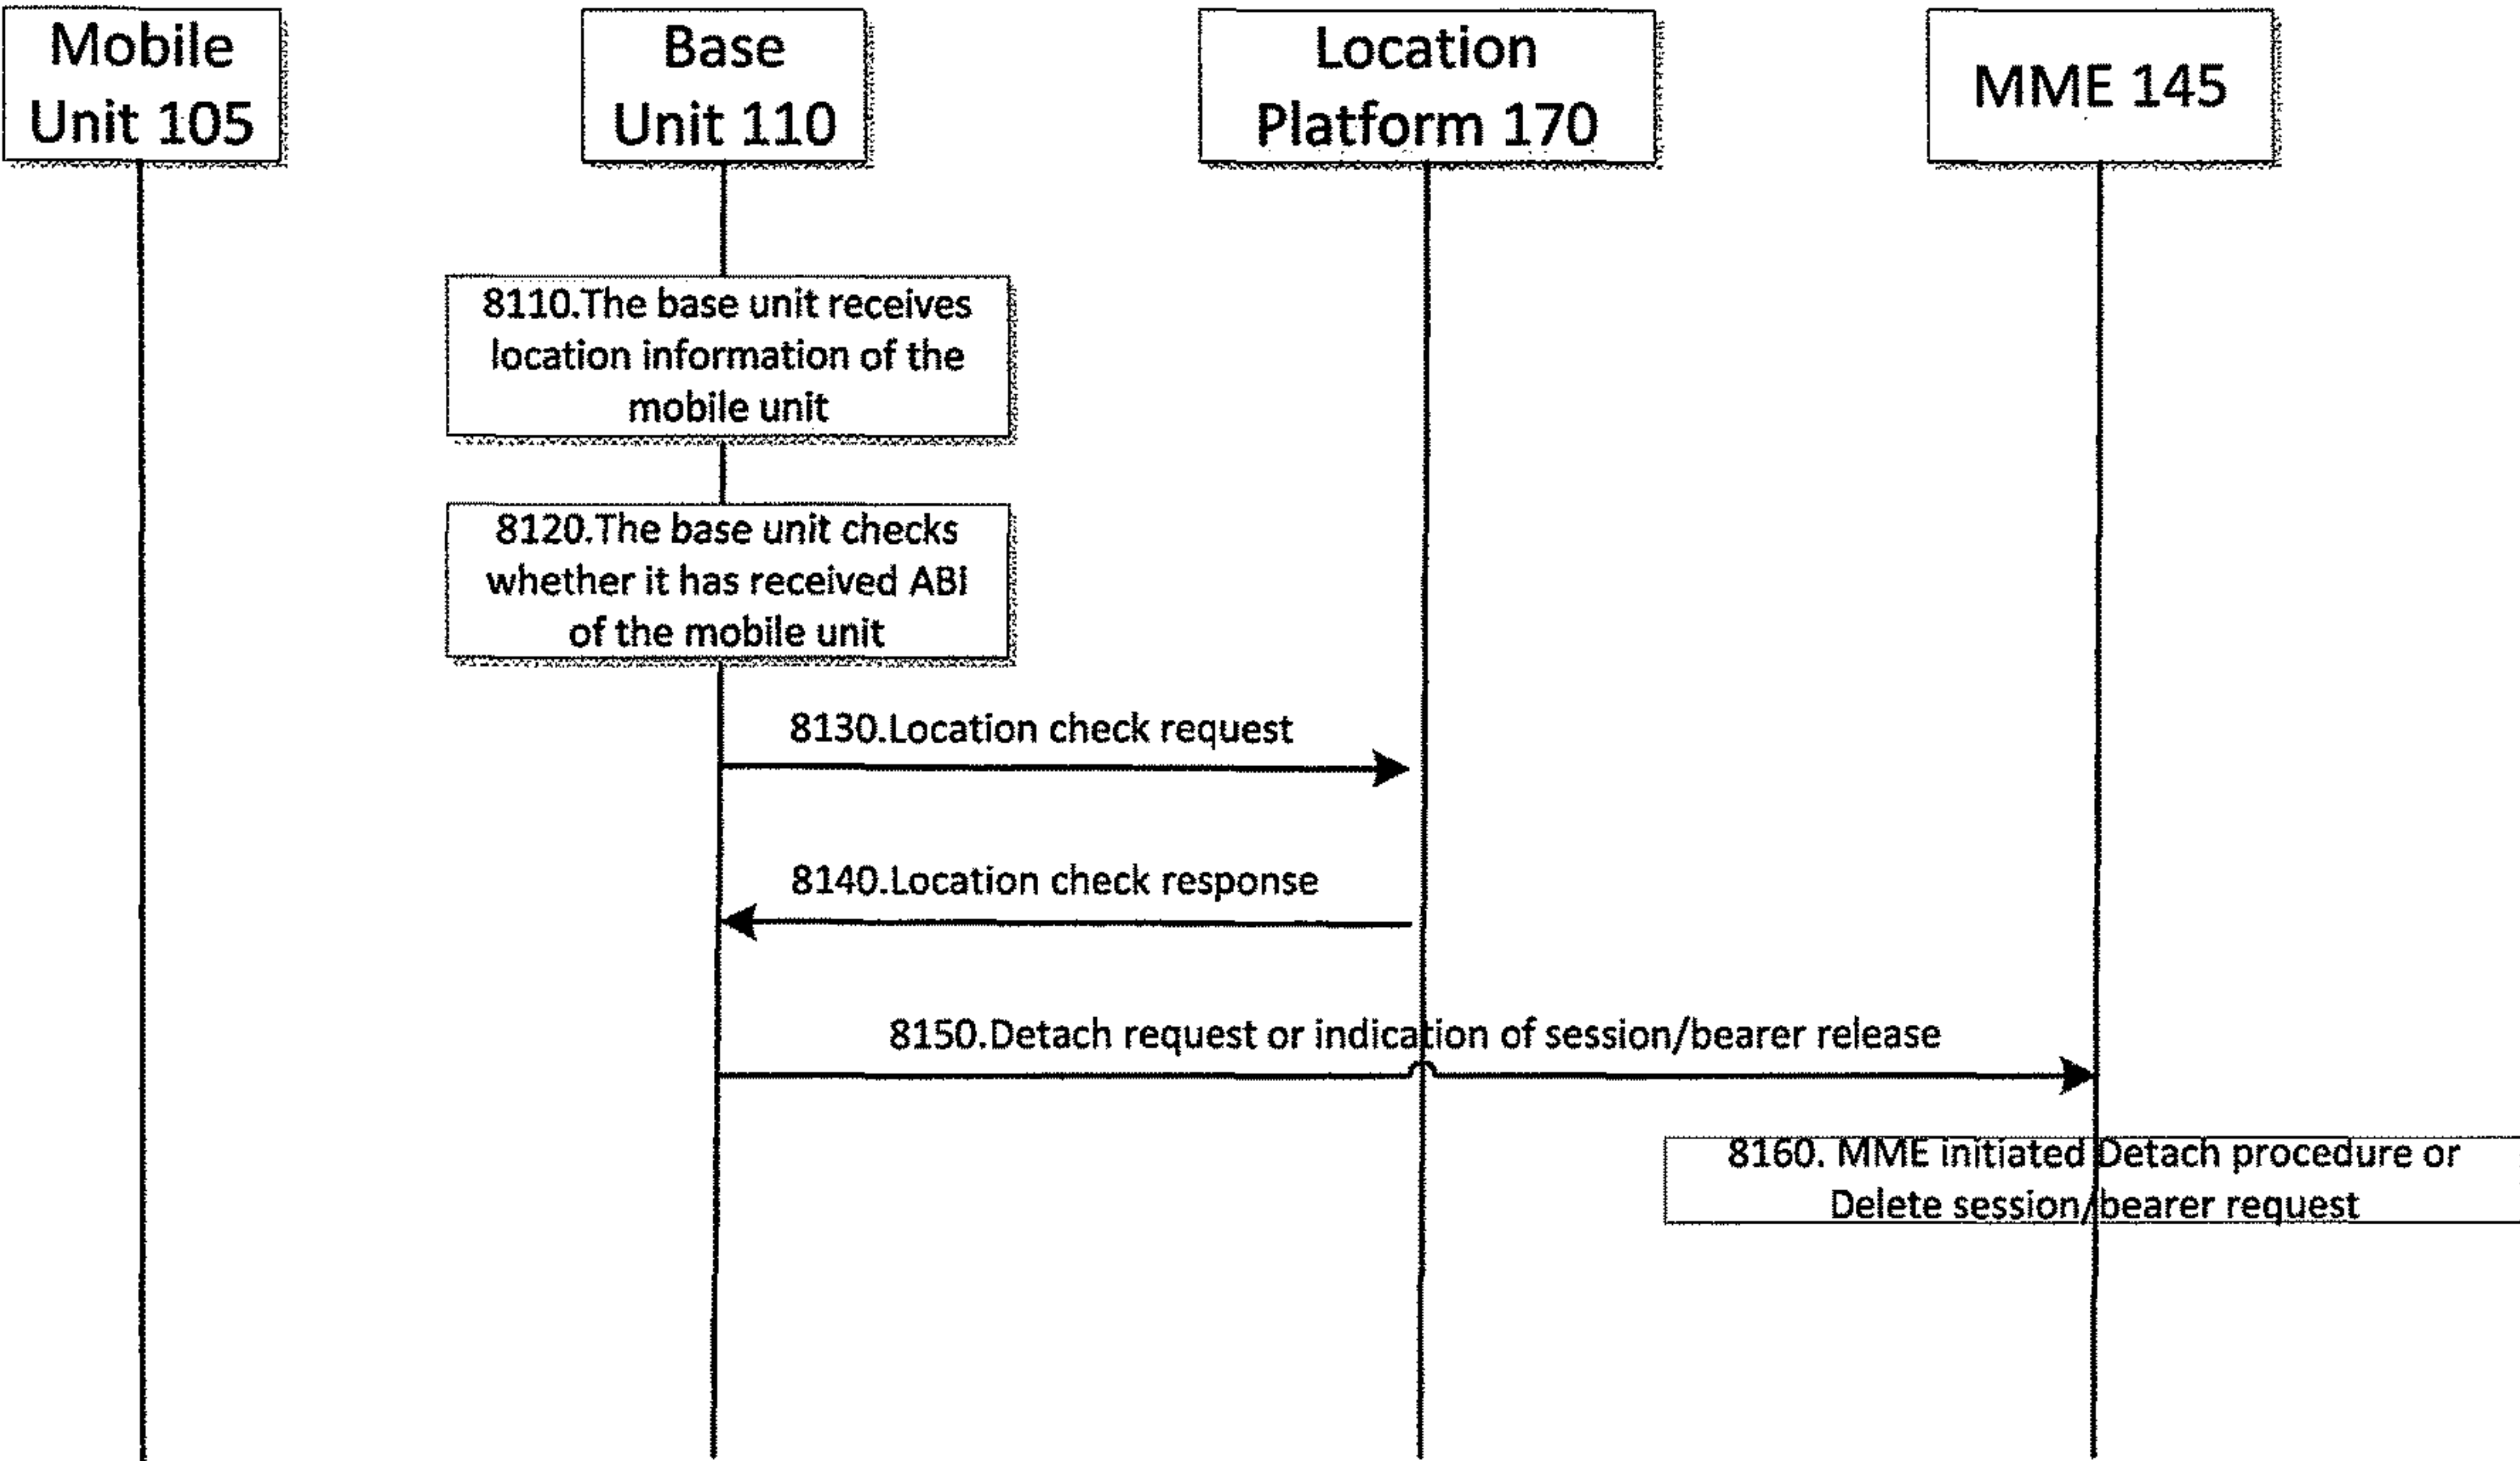 Mobile
Unit 105
Base
Unit 110
Location
Platform 170
MME 145
8110.The base unit receives
location information of the
mobile unit
8120.The base unit checks
whether it has received ABI
of the mobile unit
8130.Location check request
8140.Location check response
8150.Detach request or indication of session/bearer release
8160. MME initiated Detach procedure or
Delete session/bearer request